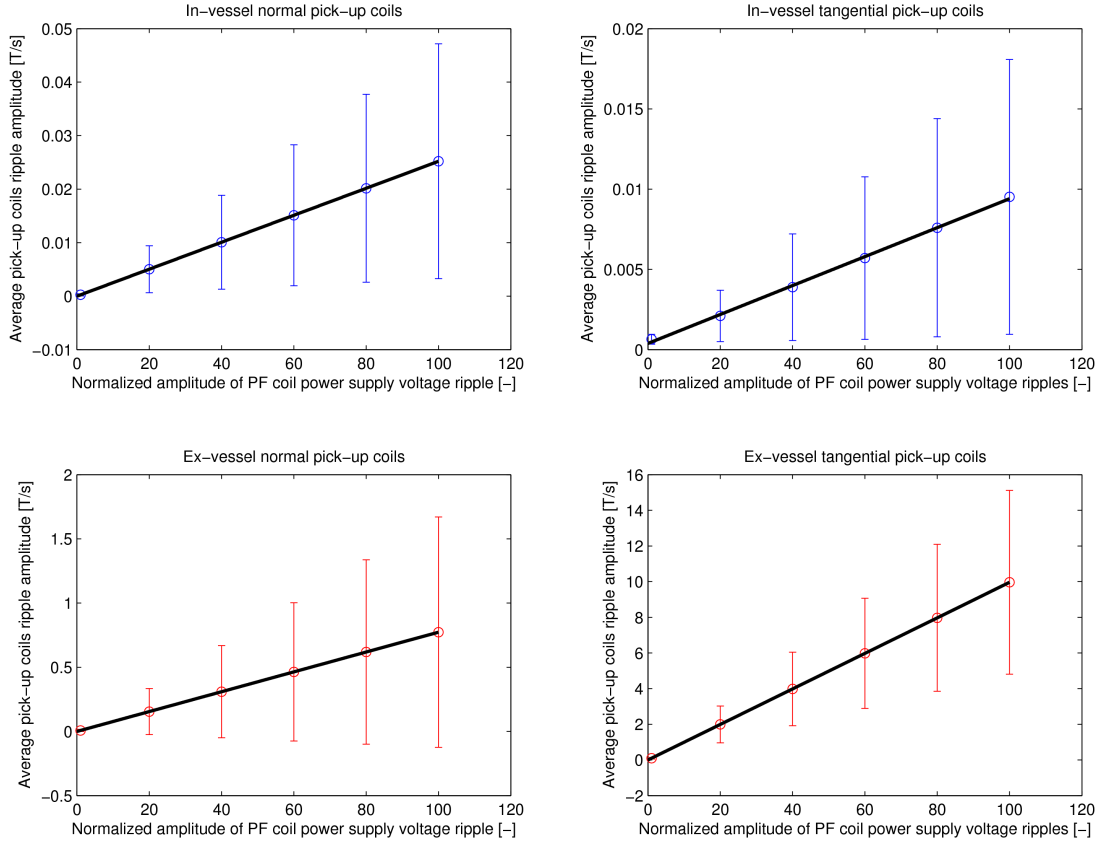 In−vessel normal pick−up coils
Average pick−up coils ripple amplitude [T/s]
0.05
0.04
0.03
0.02
0.01
0
−0.01
0 20 40 60 80 100 120
Normalized amplitude of PF coil power supply voltage ripple [−]
In−vessel tangential pick−up coils
Average pick−up coils ripple amplitude [T/s]
0.02
0.015
0.01
0.005
0
0 20 40 60 80 100 120
Normalized amplitude of PF coil power supply voltage ripples [−]
Ex−vessel normal pick−up coils
Average pick−up coils ripple amplitude [T/s]
2
1.5
1
0.5
0
−0.5
0 20 40 60 80 100 120
Normalized amplitude of PF coil power supply voltage ripple [−]
Ex−vessel tangential pick−up coils
Average pick−up coils ripple amplitude [T/s]
16
14
12
10
8
6
4
2
0
−2
0 20 40 60 80 100 120
Normalized amplitude of PF coil power supply voltage ripples [−]